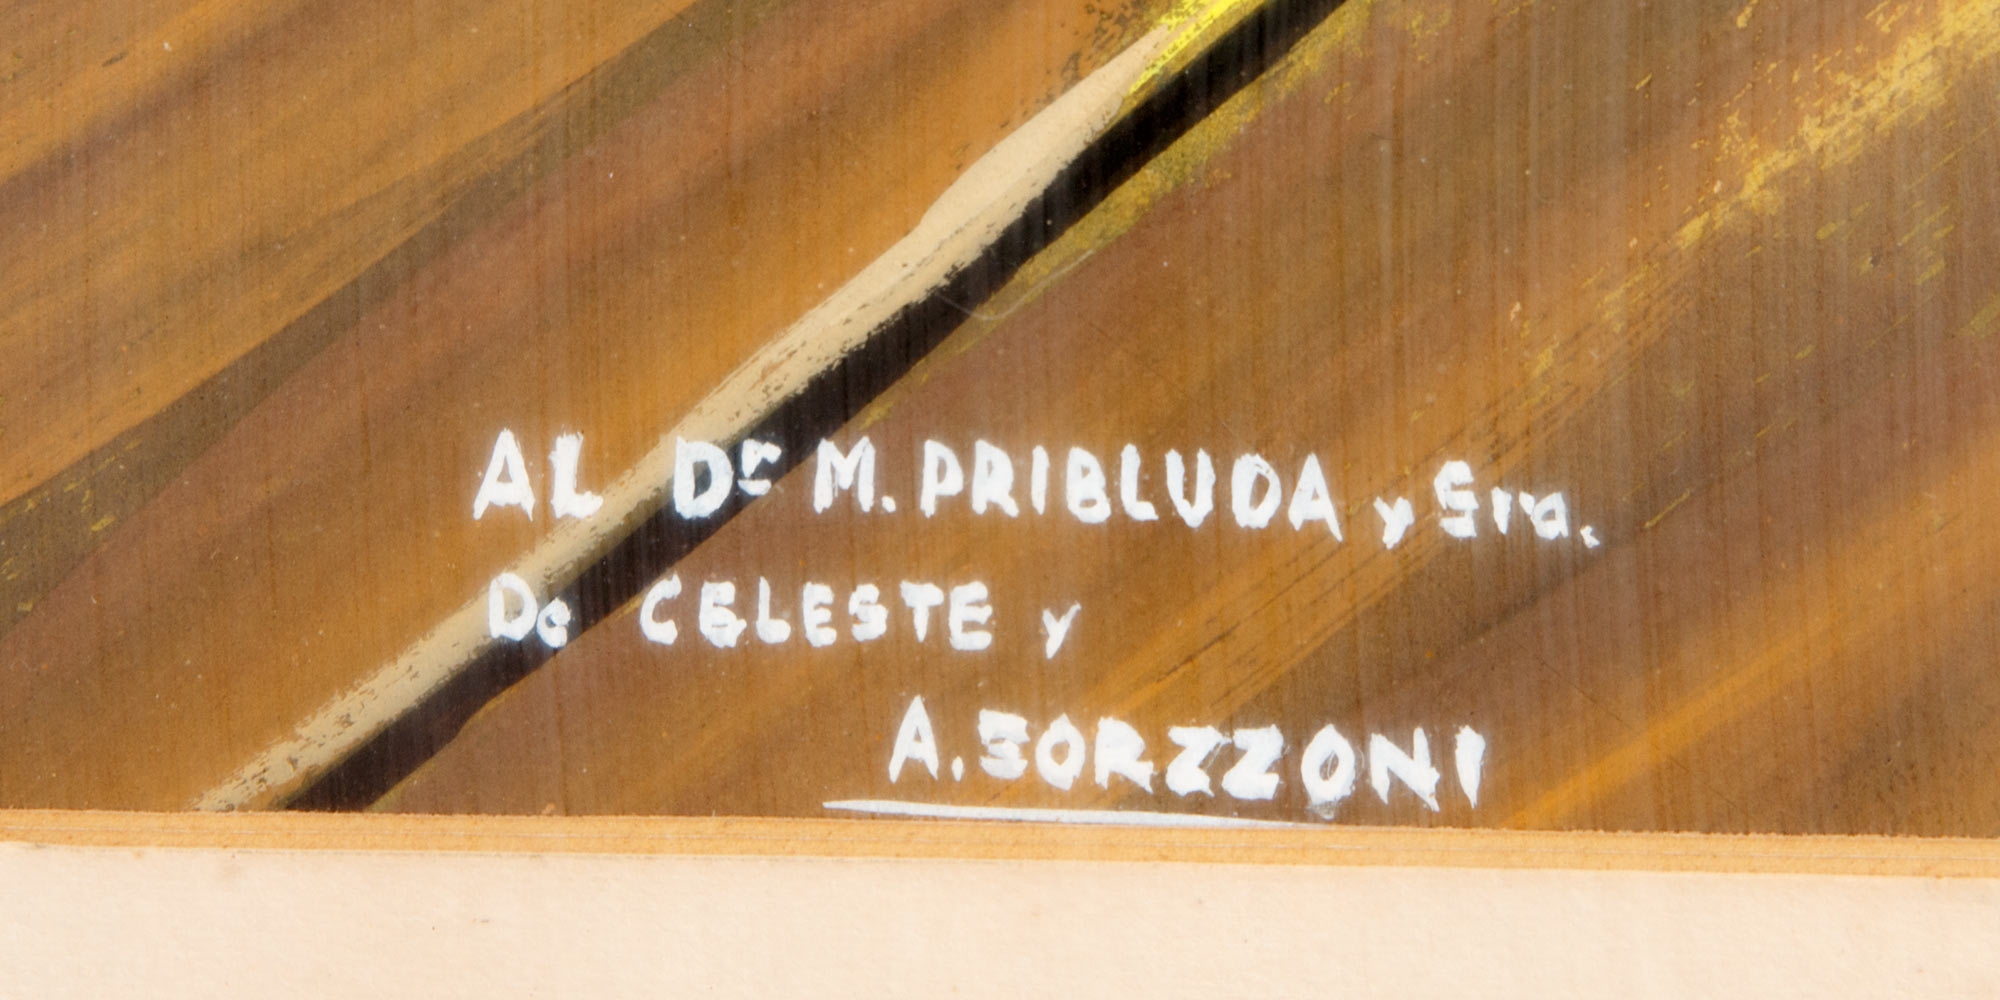 AL Dr M. PRIBLUDA y Sra.
De CELESTE y
A. SORZZONI